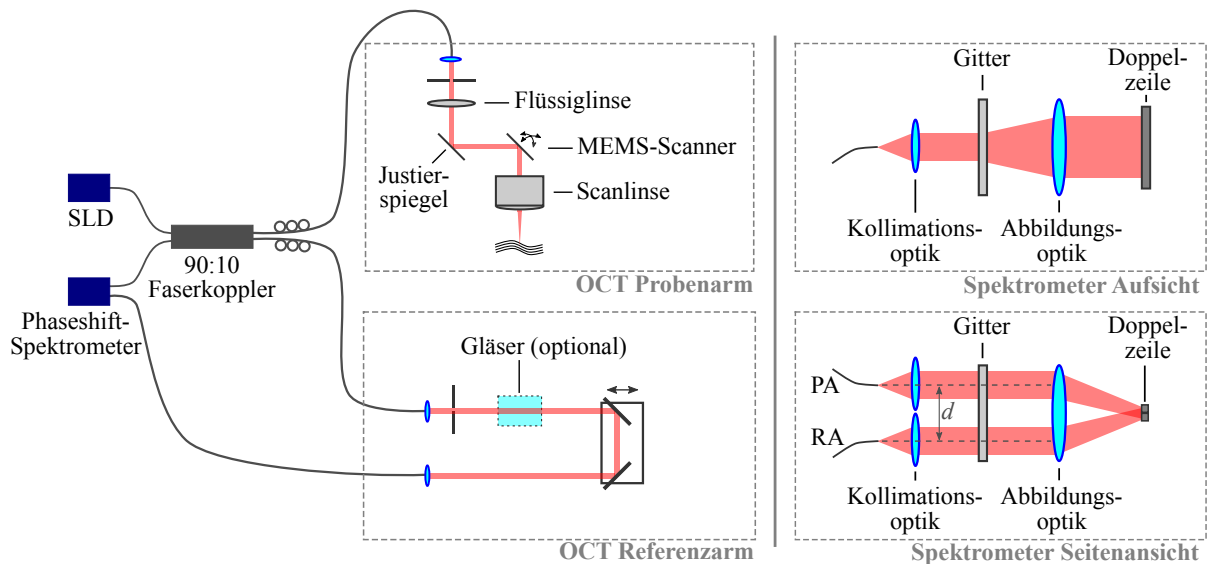 SLD
90:10
Faserkoppler
Phaseshift-
Spektrometer
Flüssiglinse
MEMS-Scanner
Justier-
spiegel
Scanlinse
OCT Probenarm
Gläser (optional)
OCT Referenzarm
Gitter
Doppel-
zeile
Kollimations-
optik
Abbildungs-
optik
Spektrometer Aufsicht
Gitter
Doppel-
zeile
PA
d
RA
Kollimations-
optik
Abbildungs-
optik
Spektrometer Seitenansicht